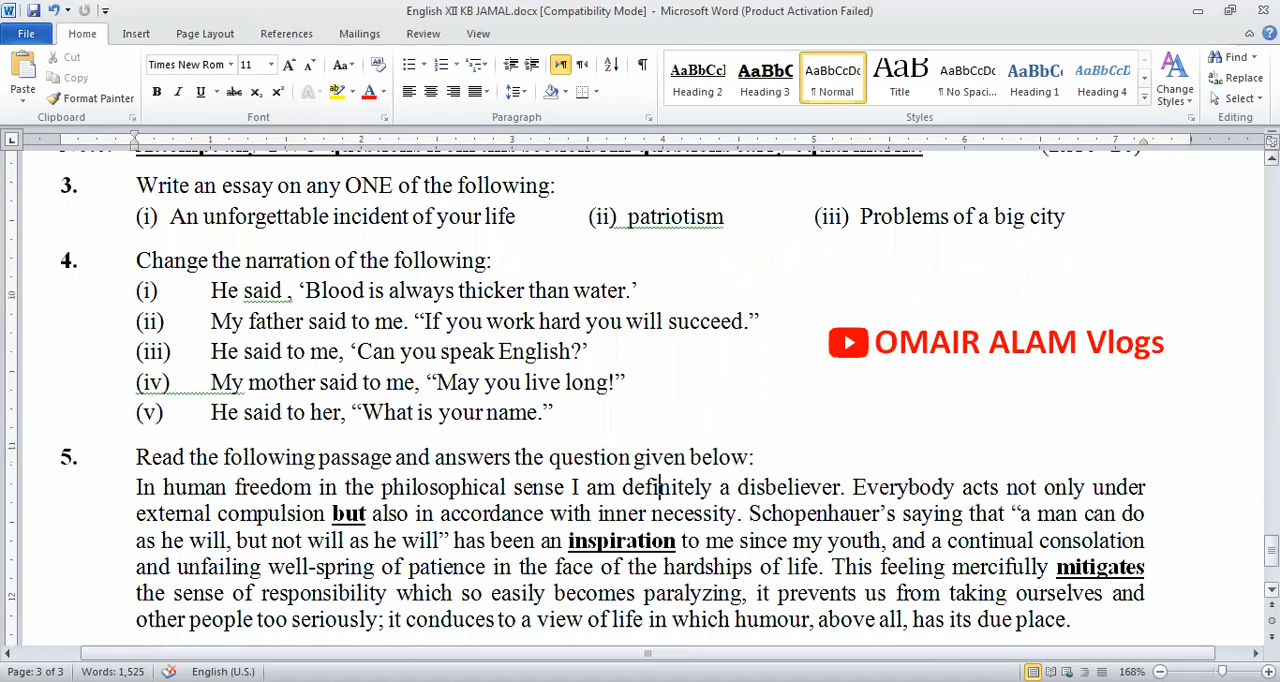 English XII KB JAMAL.docx [Compatibility Mode] - Microsoft Word (Product Activation Failed)
File Home Insert Page Layout References Mailings Review View
Paste
Cut
Copy
Format Painter
Clipboard
Times New Rom 11
Font
Paragraph
AaBbCcI AaBbC AaBbCcDc AaB AaBbCcDc AaBbCc AaBbCcDc
Heading 2 Heading 3 ¶ Normal Title ¶ No Spaci... Heading 1 Heading 4
Change Styles
Styles
Find
Replace
Select
Editing
1 2 3 4 5 6 7
3. Write an essay on any ONE of the following:
(i) An unforgettable incident of your life (ii) patriotism (iii) Problems of a big city
4. Change the narration of the following:
(i) He said , ‘Blood is always thicker than water.’
(ii) My father said to me. “If you work hard you will succeed.”
(iii) He said to me, ‘Can you speak English?’
(iv) My mother said to me, “May you live long!”
(v) He said to her, “What is your name.”
OMAIR ALAM Vlogs
5. Read the following passage and answers the question given below:
In human freedom in the philosophical sense I am definitely a disbeliever. Everybody acts not only under
external compulsion but also in accordance with inner necessity. Schopenhauer’s saying that “a man can do
as he will, but not will as he will” has been an inspiration to me since my youth, and a continual consolation
and unfailing well-spring of patience in the face of the hardships of life. This feeling mercifully mitigates
the sense of responsibility which so easily becomes paralyzing, it prevents us from taking ourselves and
other people too seriously; it conduces to a view of life in which humour, above all, has its due place.
Page: 3 of 3 Words: 1,525 English (U.S.) 168%